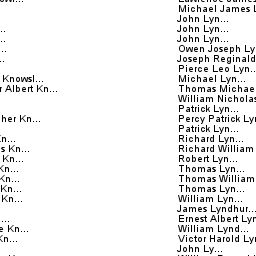 Michael James L
John Lyn...
John Lyn...
John Lyn...
Owen Joseph Ly
Joseph Reginald
Pierce Leo Lyn..
Knowsl... Michael Lyn...
Albert Kn... Thomas Michae
William Nicholas
Patrick Lyn...
her Kn... Percy Patrick Ly
Patrick Lyn...
n... Richard Lyn...
s Kn... Richard William
Kn... Robert Lyn...
Kn... Thomas Lyn...
Kn... Thomas William
Kn... Thomas Lyn...
Kn... William Lyn...
James Lyndhur...
... Ernest Albert Lyn
e Kn... William Lynd...
Kn... Victor Harold Lyn
John Ly...